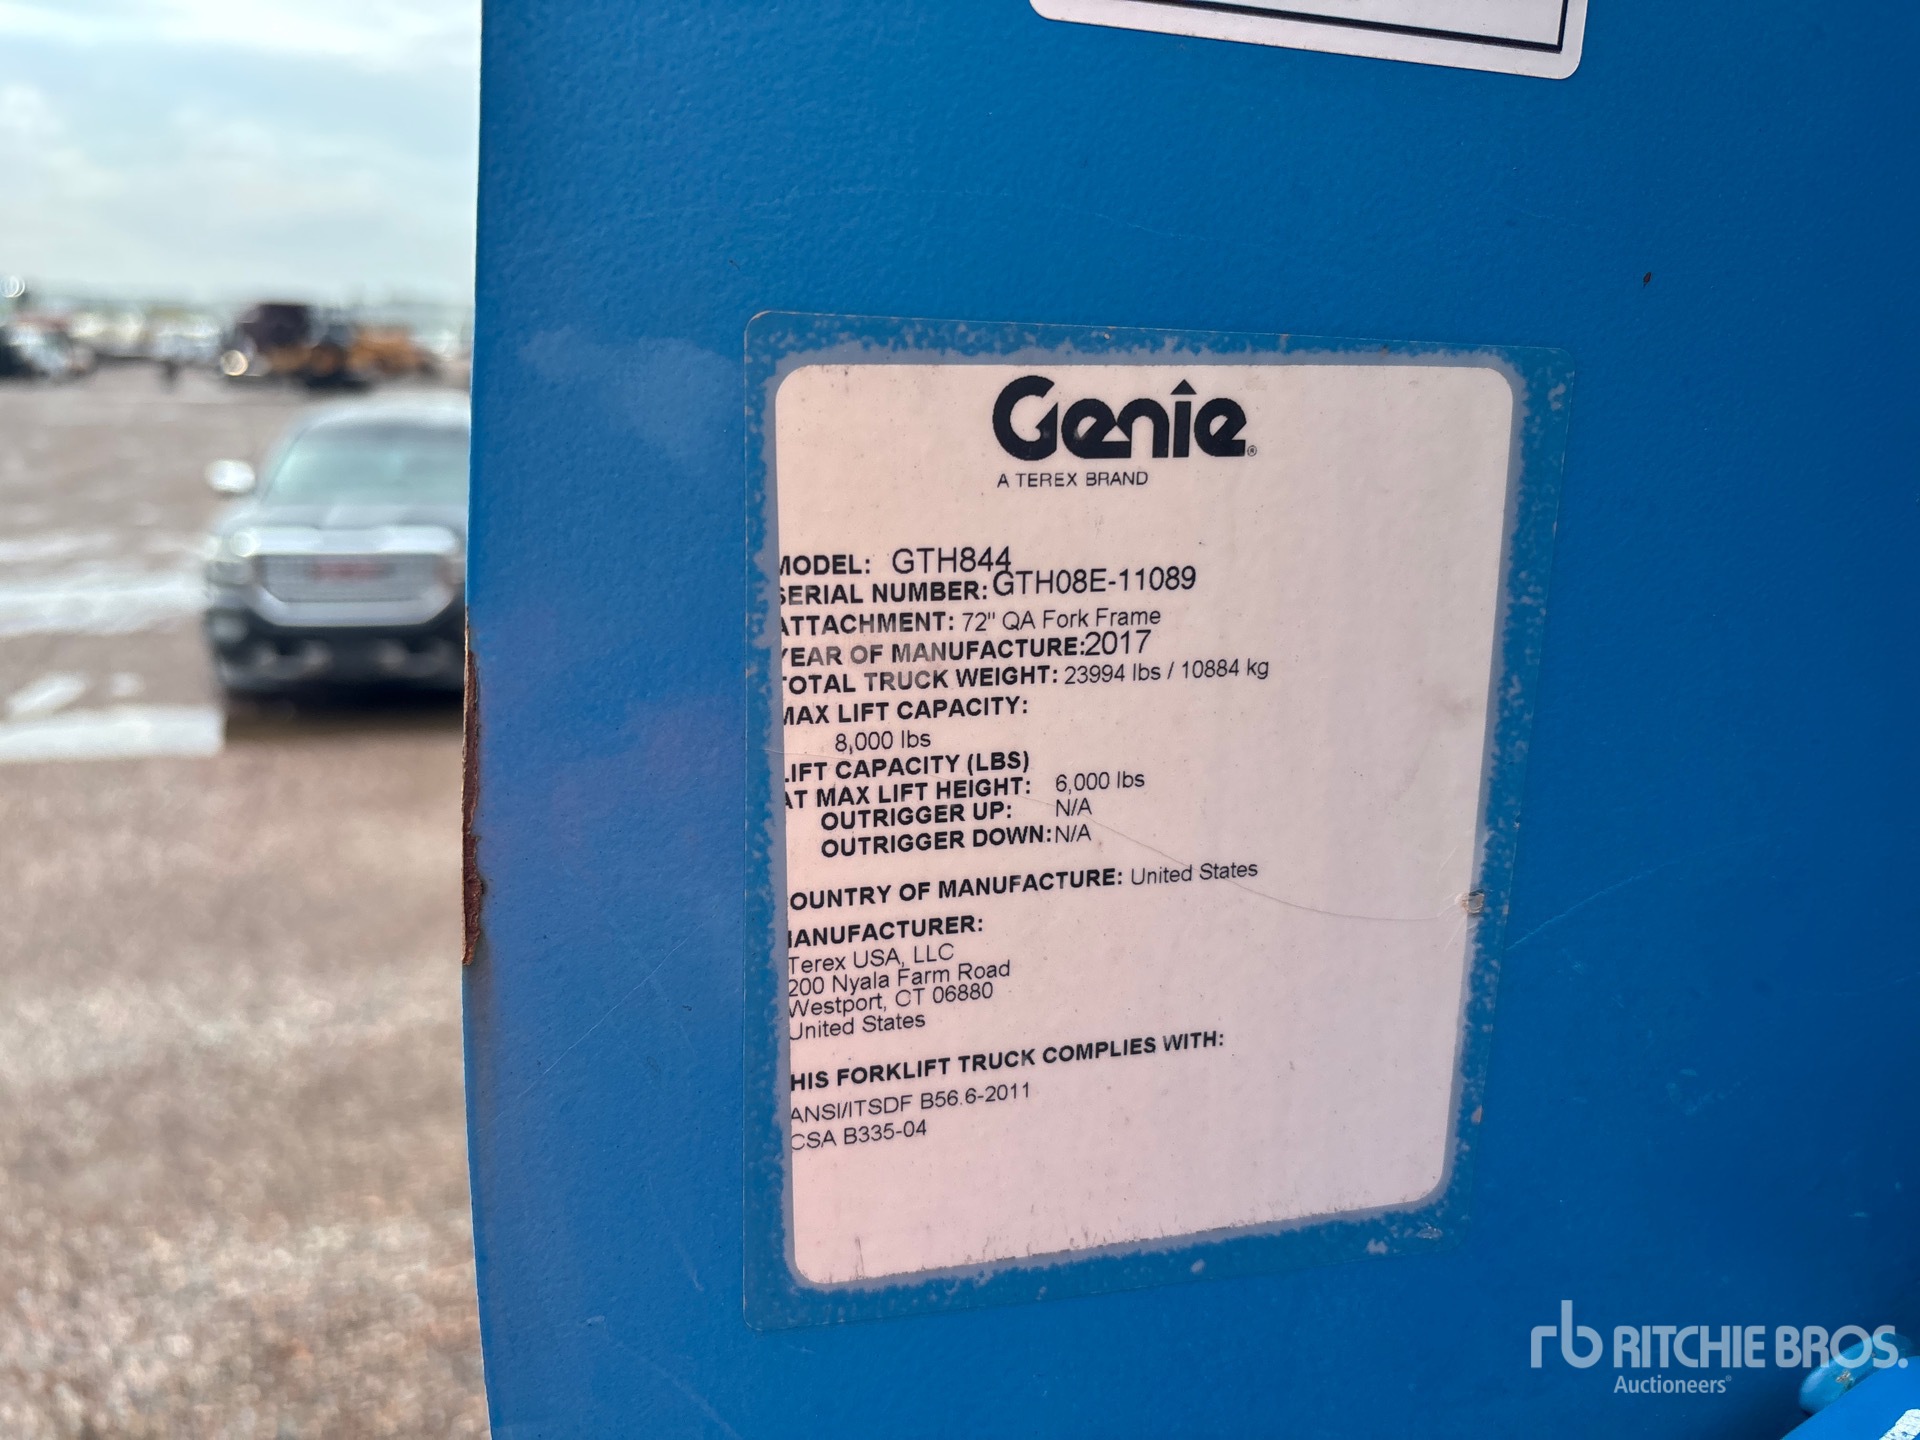 Genie®
A TEREX BRAND
MODEL: GTH844
SERIAL NUMBER: GTH08E-11089
ATTACHMENT: 72" QA Fork Frame
YEAR OF MANUFACTURE: 2017
TOTAL TRUCK WEIGHT: 23994 lbs / 10884 kg
MAX LIFT CAPACITY:
8,000 lbs
LIFT CAPACITY (LBS)
AT MAX LIFT HEIGHT: 6,000 lbs
OUTRIGGER UP: N/A
OUTRIGGER DOWN: N/A
OUNTRY OF MANUFACTURE: United States
MANUFACTURER:
Terex USA, LLC
200 Nyala Farm Road
Westport, CT 06880
United States
HIS FORKLIFT TRUCK COMPLIES WITH:
ANSI/ITSDF B56.6-2011
CSA B335-04
rb RITCHIE BROS.
Auctioneers®